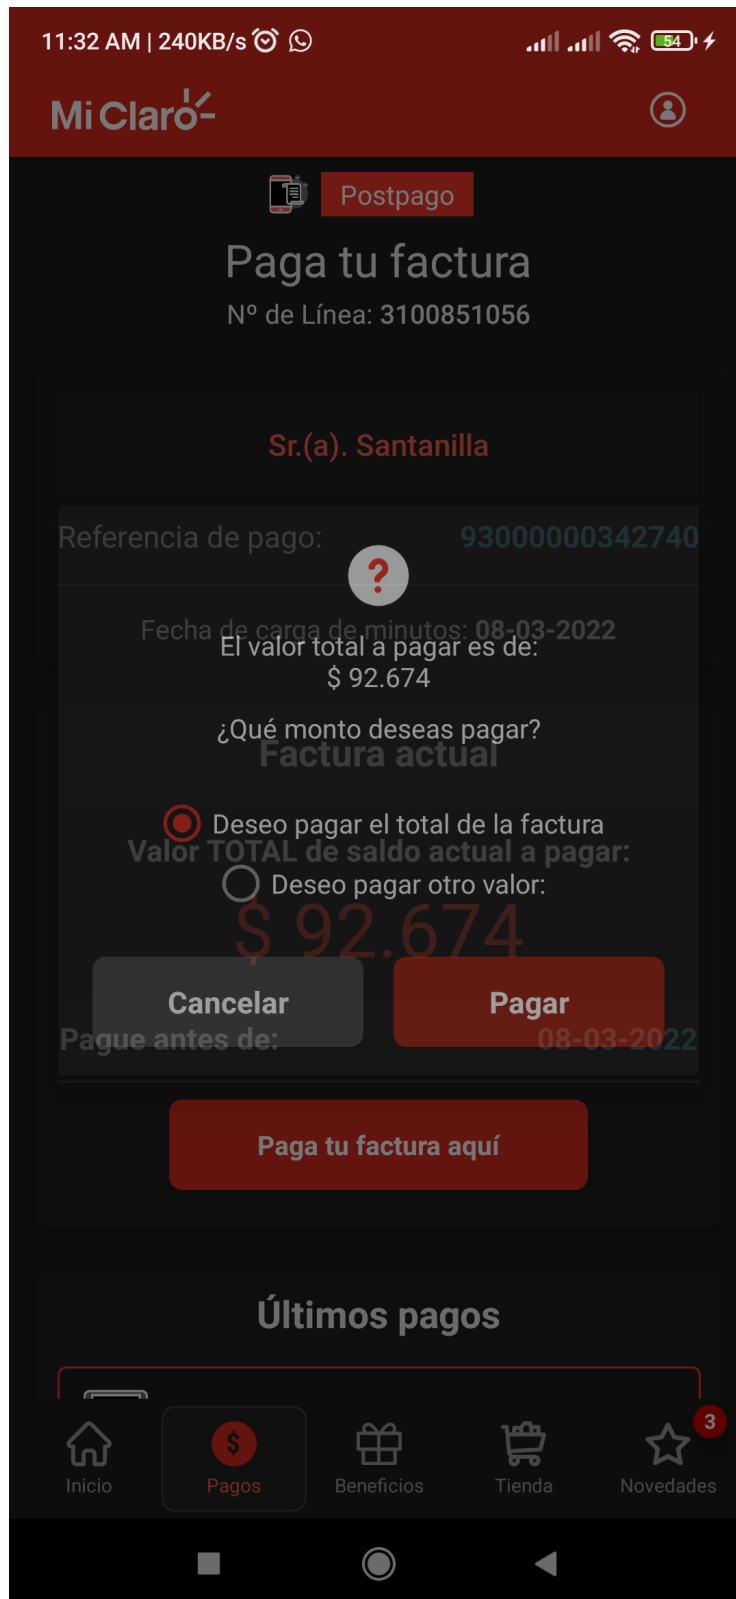 11:32 AM | 240KB/s
54
Mi Claro
Postpago
Paga tu factura
Nº de Línea: 3100851056
Sr.(a). Santanilla
Referencia de pago: 93000000342740
?
Fecha de carga de minutos: 08-03-2022
El valor total a pagar es de:
$ 92.674
¿Qué monto deseas pagar?
Factura actual
Deseo pagar el total de la factura
Valor TOTAL de saldo actual a pagar:
Deseo pagar otro valor:
$ 92.674
Cancelar Pagar
Pague antes de: 08-03-2022
Paga tu factura aquí
Últimos pagos
3
$
Inicio Pagos Beneficios Tienda Novedades